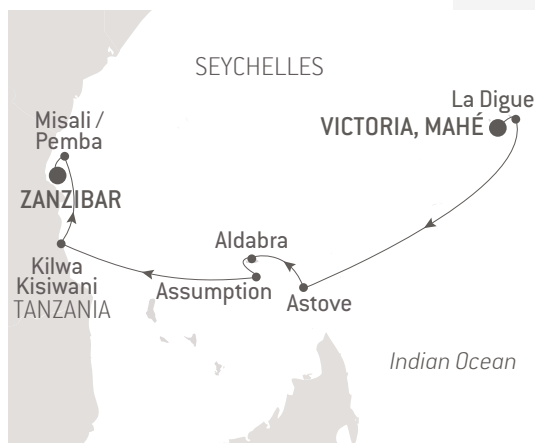 SEYCHELLES
La Digue
VICTORIA, MAHÉ
Misali /
Pemba
ZANZIBAR
Aldabra
Kilwa
Kisiwani
TANZANIA
Assumption
Astove
Indian Ocean